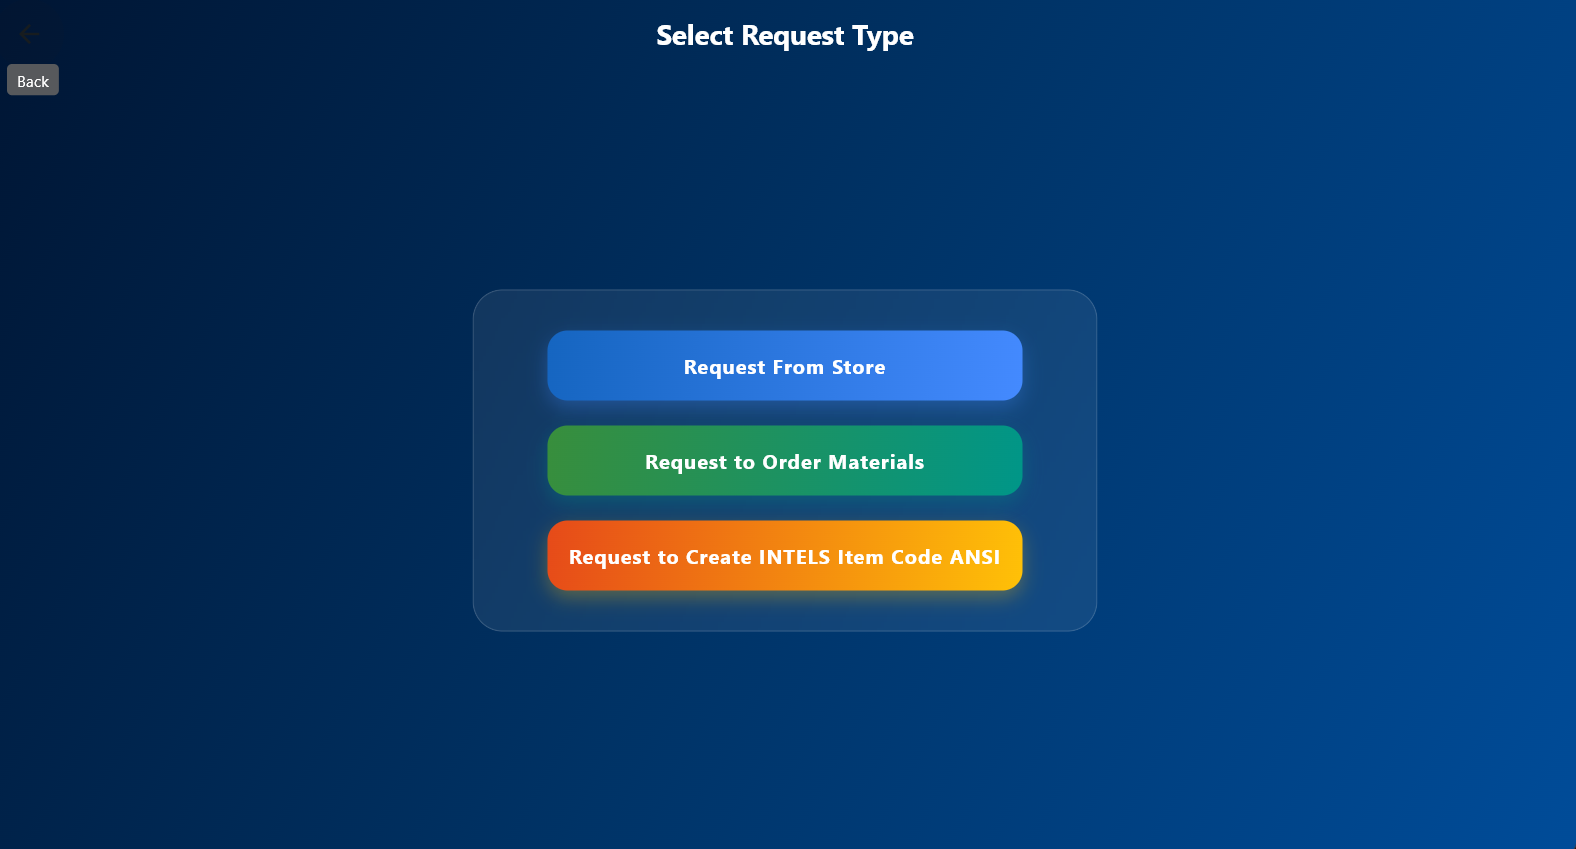 Select Request Type
Back
Request From Store
Request to Order Materials
Request to Create INTELS Item Code ANSI